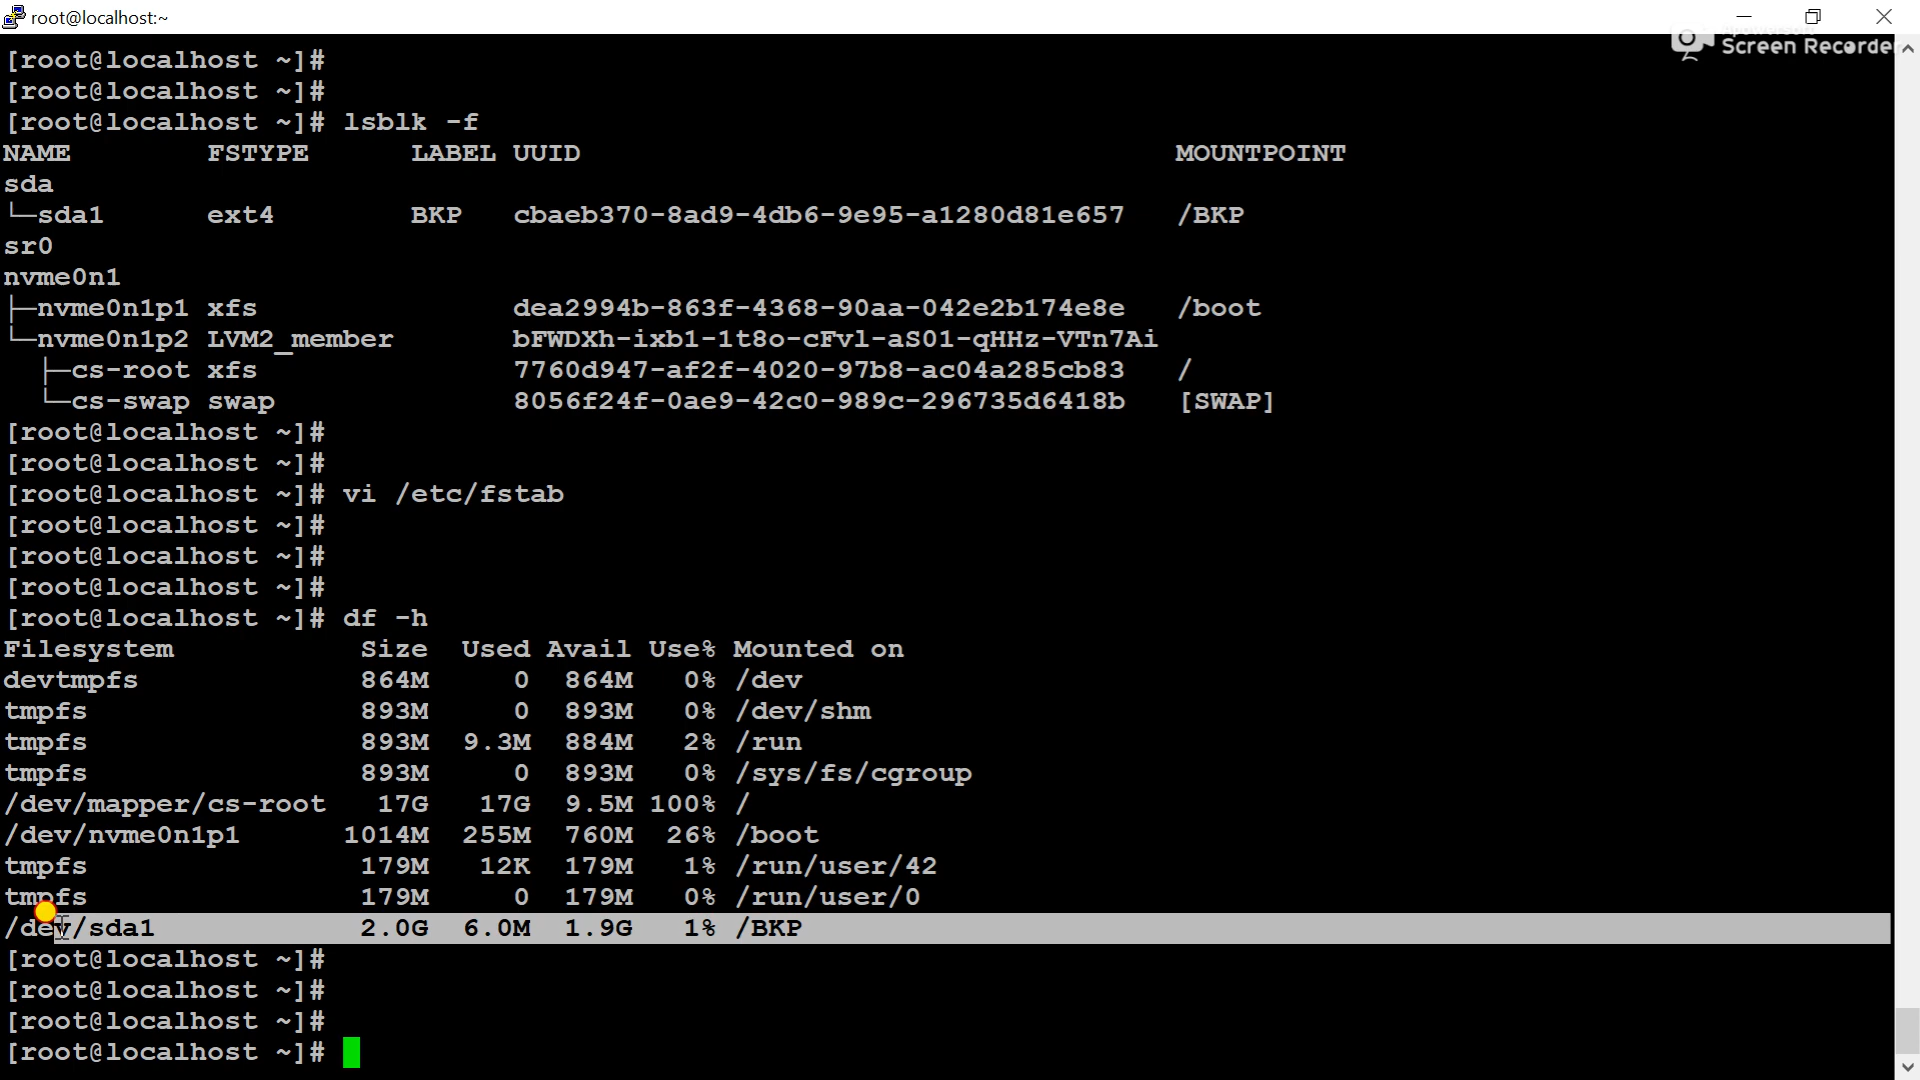 root@localhost:~
Screen Recorder
[root@localhost ~]#
[root@localhost ~]#
[root@localhost ~]# lsblk -f
NAME        FSTYPE      LABEL UUID                                   MOUNTPOINT
sda
└─sda1      ext4        BKP   cbaeb370-8ad9-4db6-9e95-a1280d81e657   /BKP
sr0
nvme0n1
├─nvme0n1p1 xfs               dea2994b-863f-4368-90aa-042e2b174e8e   /boot
└─nvme0n1p2 LVM2_member       bFWDXh-ixb1-1t8o-cFvl-aS01-qHHz-VTn7Ai
  ├─cs-root xfs               7760d947-af2f-4020-97b8-ac04a285cb83   /
  └─cs-swap swap              8056f24f-0ae9-42c0-989c-296735d6418b   [SWAP]
[root@localhost ~]#
[root@localhost ~]#
[root@localhost ~]# vi /etc/fstab
[root@localhost ~]#
[root@localhost ~]#
[root@localhost ~]#
[root@localhost ~]# df -h
Filesystem           Size  Used Avail Use% Mounted on
devtmpfs             864M     0  864M   0% /dev
tmpfs                893M     0  893M   0% /dev/shm
tmpfs                893M  9.3M  884M   2% /run
tmpfs                893M     0  893M   0% /sys/fs/cgroup
/dev/mapper/cs-root   17G   17G  9.5M 100% /
/dev/nvme0n1p1      1014M  255M  760M  26% /boot
tmpfs                179M   12K  179M   1% /run/user/42
tmpfs                179M     0  179M   0% /run/user/0
/dev/sda1            2.0G  6.0M  1.9G   1% /BKP
[root@localhost ~]#
[root@localhost ~]#
[root@localhost ~]#
[root@localhost ~]#